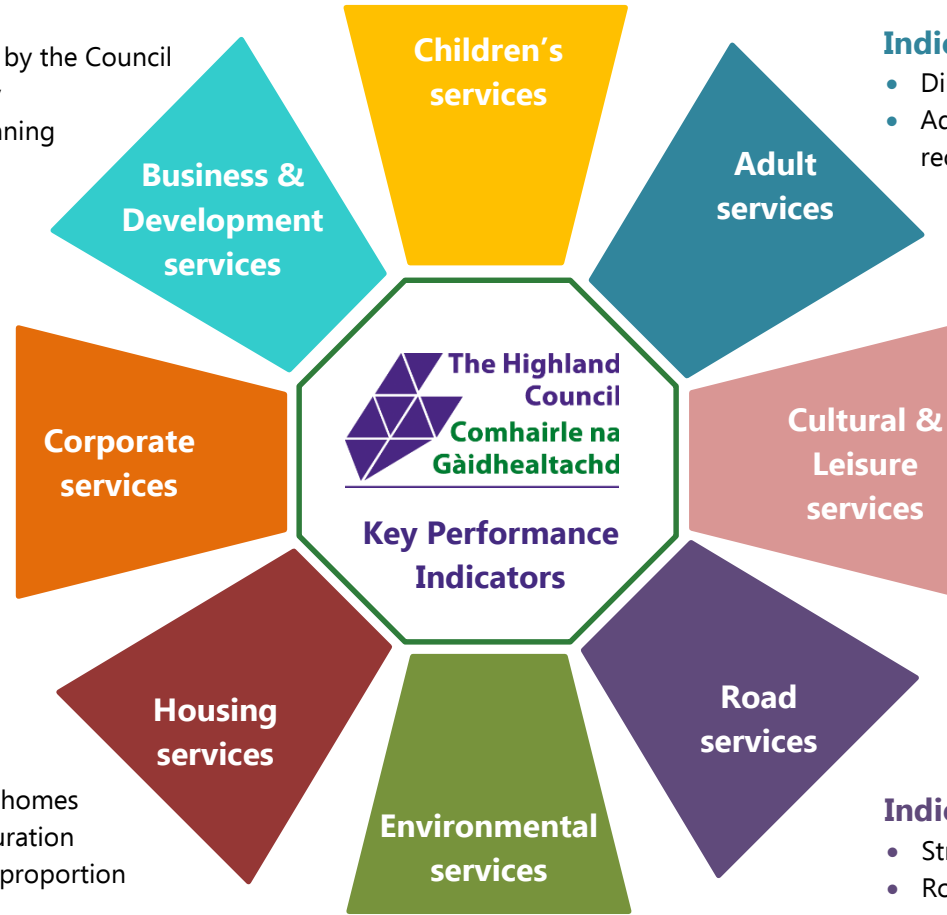 by the Council
nning
Children's
services
Business &
Development
services
Adult
services
Corporate
services
The Highland
Council
Comhairle na
Gàidhealtachd
Key Performance
Indicators
Cultural &
Leisure
services
Housing
services
Road
services
Environmental
services
homes
uration
proportion
Indic
• Di
• Ad
rec
Indic
• Str
• Ro